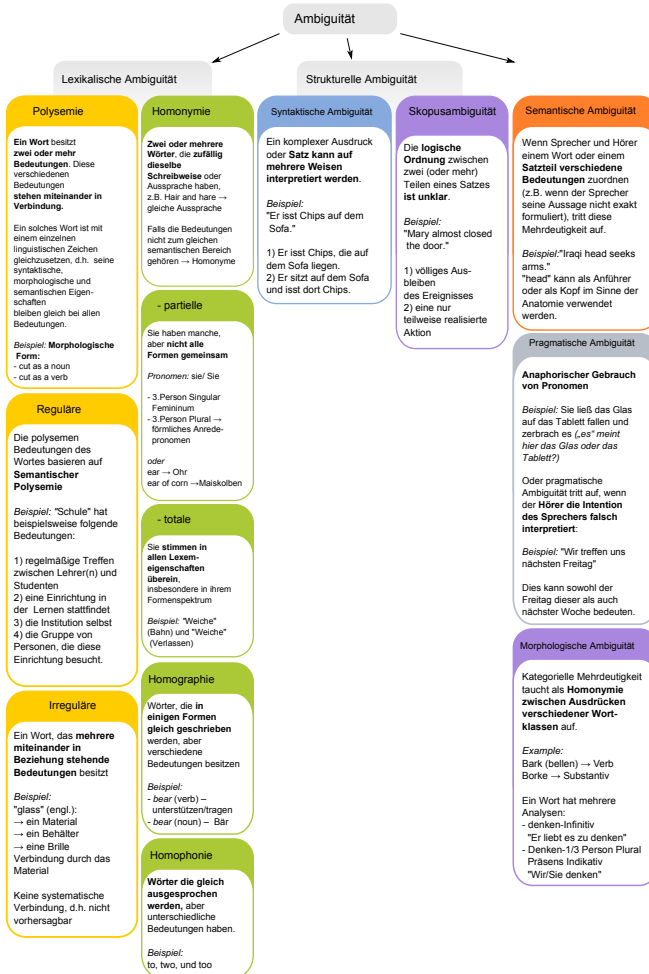 Ambiguität
Lexikalische Ambiguität
Strukturelle Ambiguität
Polysemie
Ein Wort besitzt
zwei oder mehr
Bedeutungen. Diese
verschiedenen
Bedeutungen
stehen miteinander in
Verbindung.
Ein solches Wort ist mit
einem einzelnen
linguistischen Zeichen
gleichzusetzen, d.h. seine
syntaktische,
morphologische und
semantischen Eigen-
schaften
bleiben gleich bei allen
Bedeutungen.
Beispiel: Morphologische
Form:
- cut as a noun
- cut as a verb
Reguläre
Die polysemen
Bedeutungen des
Wortes basieren auf
Semantischer
Polysemie
Beispiel: "Schule" hat
beispielsweise folgende
Bedeutungen:
1) regelmäßige Treffen
zwischen Lehrer(n) und
Studenten
2) eine Einrichtung in
der Lernen stattfindet
3) die Institution selbst
4) die Gruppe von
Personen, die diese
Einrichtung besucht.
Irreguläre
Ein Wort, das mehrere
miteinander in
Beziehung stehende
Bedeutungen besitzt
Beispiel:
"glass" (engl.):
→ ein Material
→ ein Behälter
→ eine Brille
Verbindung durch das
Material
Keine systematische
Verbindung, d.h. nicht
vorhersagbar
Homonymie
Zwei oder mehrere
Wörter, die zufällig
dieselbe
Schreibweise oder
Aussprache haben,
z.B. Hair and hare →
gleiche Aussprache
Falls die Bedeutungen
nicht zum gleichen
semantischen Bereich
gehören → Homonyme
- partielle
Sie haben manche,
aber nicht alle
Formen gemeinsam
Pronomen: sie/ Sie
- 3.Person Singular
Femininum
- 3.Person Plural →
förmliches Anrede-
pronomen
oder
ear → Ohr
ear of corn →Maiskolben
- totale
Sie stimmen in
allen Lexem-
eigenschaften
überein,
insbesondere in ihrem
Formenspektrum
Beispiel: "Weiche"
(Bahn) und "Weiche"
(Verlassen)
Homographie
Wörter, die in
einigen Formen
gleich geschrieben
werden, aber
verschiedene
Bedeutungen besitzen
Beispiel:
- bear (verb) –
unterstützen/tragen
- bear (noun) – Bär
Homophonie
Wörter die gleich
ausgesprochen
werden, aber
unterschiedliche
Bedeutungen haben.
Beispiel:
to, two, und too
Syntaktische Ambiguität
Ein komplexer Ausdruck
oder Satz kann auf
mehrere Weisen
interpretiert werden.
Beispiel:
"Er isst Chips auf dem
Sofa."
1) Er isst Chips, die auf
dem Sofa liegen.
2) Er sitzt auf dem Sofa
und isst dort Chips.
Skopusambiguität
Die logische
Ordnung zwischen
zwei (oder mehr)
Teilen eines Satzes
ist unklar.
Beispiel:
"Mary almost closed
the door."
1) völliges Aus-
bleiben
des Ereignisses
2) eine nur
teilweise realisierte
Aktion
Semantische Ambiguität
Wenn Sprecher und Hörer
einem Wort oder einem
Satzteil verschiedene
Bedeutungen zuordnen
(z.B. wenn der Sprecher
seine Aussage nicht exakt
formuliert), tritt diese
Mehrdeutigkeit auf.
Beispiel:"Iraqi head seeks
arms."
"head" kann als Anführer
oder als Kopf im Sinne der
Anatomie verwendet
werden.
Pragmatische Ambiguität
Anaphorischer Gebrauch
von Pronomen
Beispiel: Sie ließ das Glas
auf das Tablett fallen und
zerbrach es („es“ meint
hier das Glas oder das
Tablett?)
Oder pragmatische
Ambiguität tritt auf, wenn
der Hörer die Intention
des Sprechers falsch
interpretiert:
Beispiel: "Wir treffen uns
nächsten Freitag"
Dies kann sowohl der
Freitag dieser als auch
nächster Woche bedeuten.
Morphologische Ambiguität
Kategorielle Mehrdeutigkeit
taucht als Homonymie
zwischen Ausdrücken
verschiedener Wort-
klassen auf.
Example:
Bark (bellen) → Verb
Borke → Substantiv
Ein Wort hat mehrere
Analysen:
- denken-Infinitiv
"Er liebt es zu denken"
- Denken-1/3 Person Plural
Präsens Indikativ
"Wir/Sie denken"